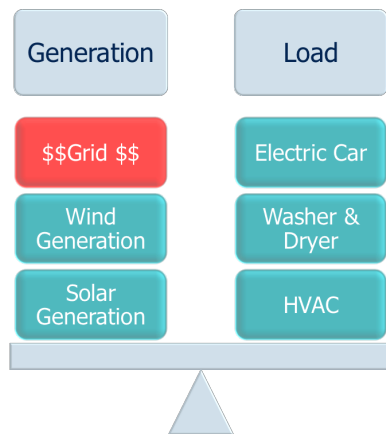 Generation
Load
$$Grid $$
Electric Car
Wind
Generation
Washer &
Dryer
Solar
Generation
HVAC